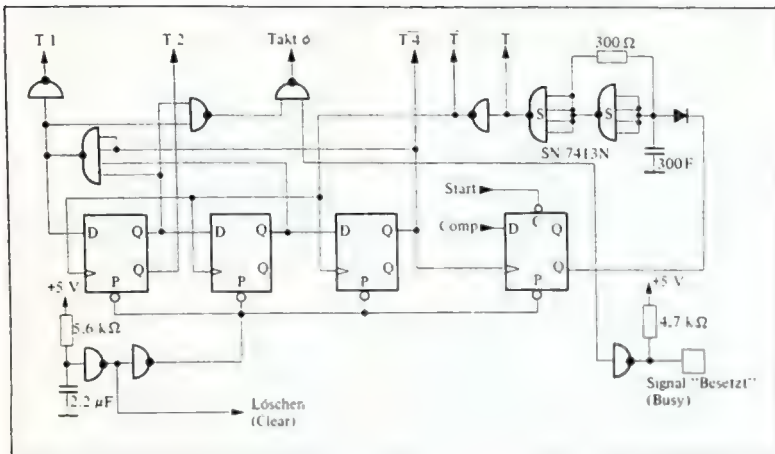 T 1
T 2
Takt 6
T 4
T̄
T
300 Ω
S
S
SN 7413N
300 F
Start
Comp
C
D Q
Q
P
D Q
Q
P
D Q
Q
P
D Q
Q
P
+5 V
5.6 kΩ
2.2 µF
Löschen
(Clear)
+5 V
4.7 kΩ
Signal "Besetzt"
(Busy)